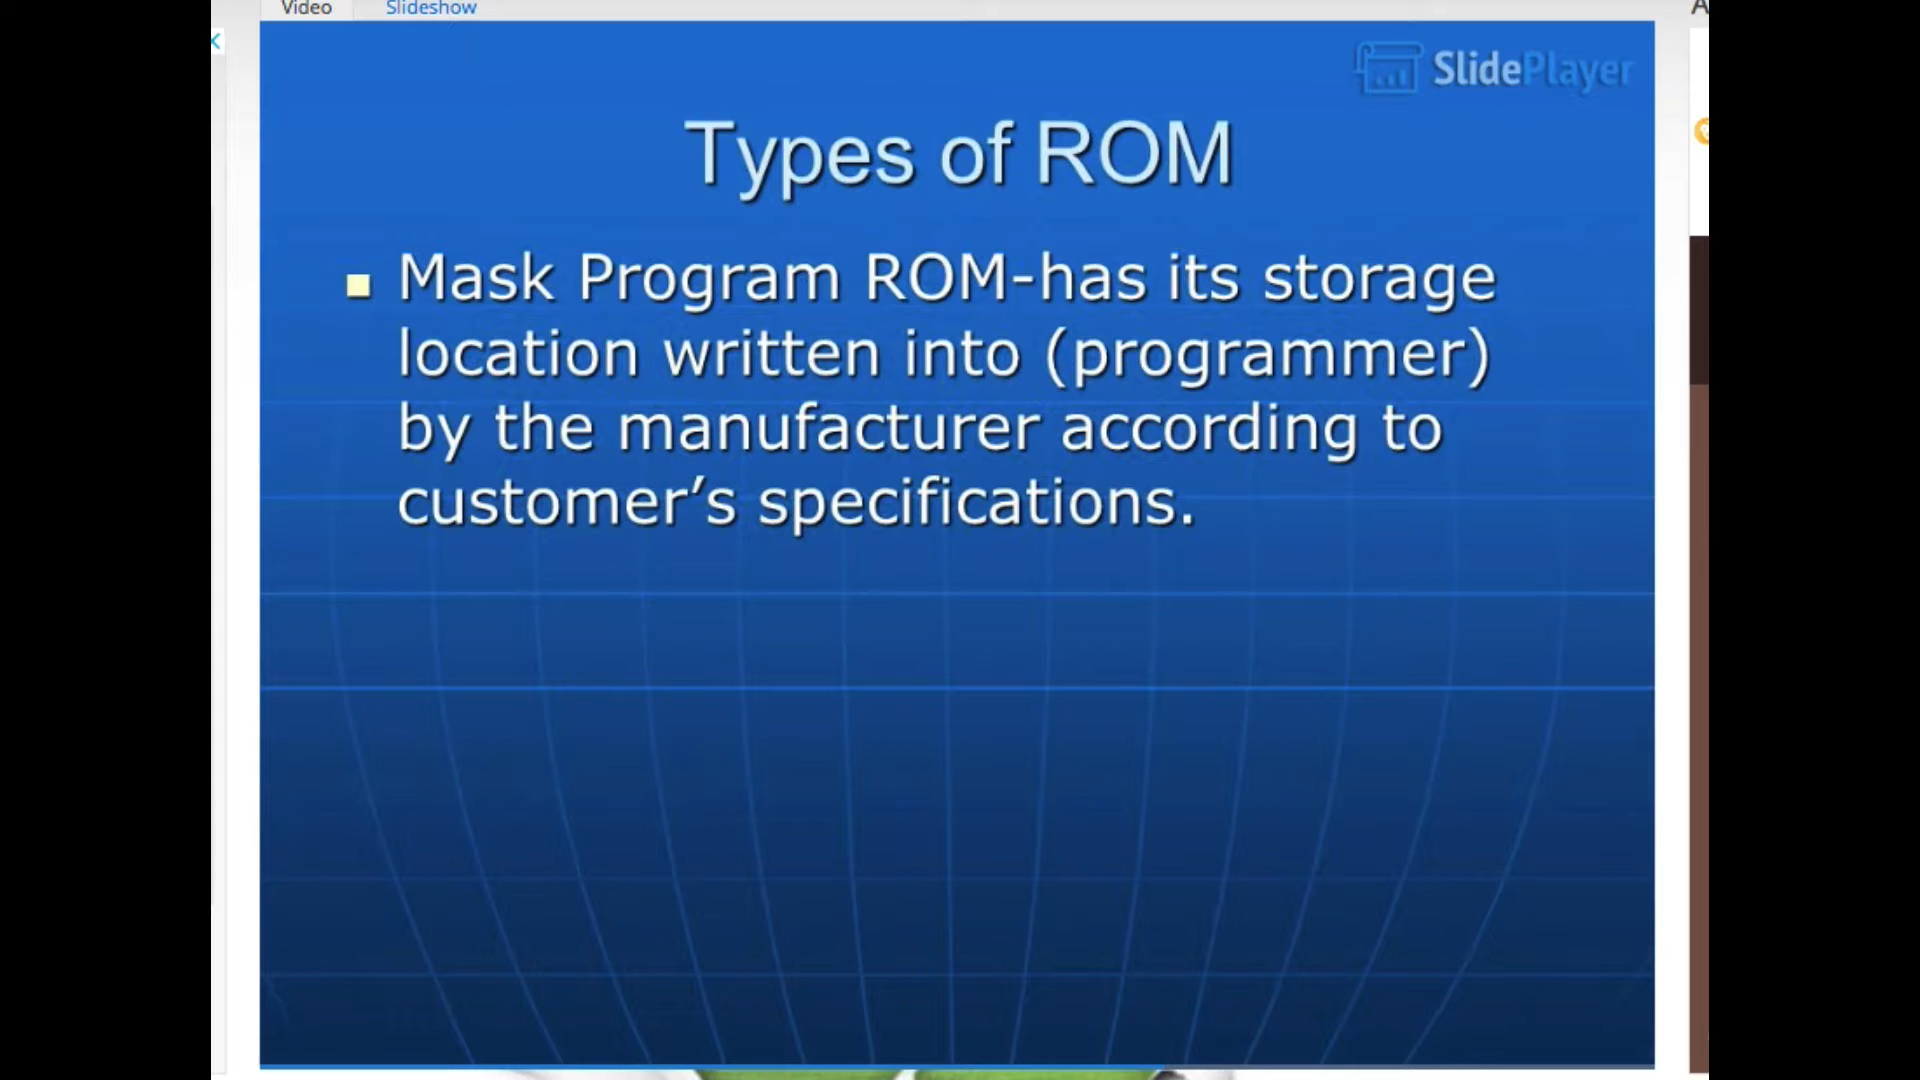 Video Slideshow
A
SlidePlayer
Types of ROM
Mask Program ROM-has its storage
location written into (programmer)
by the manufacturer according to
customer’s specifications.